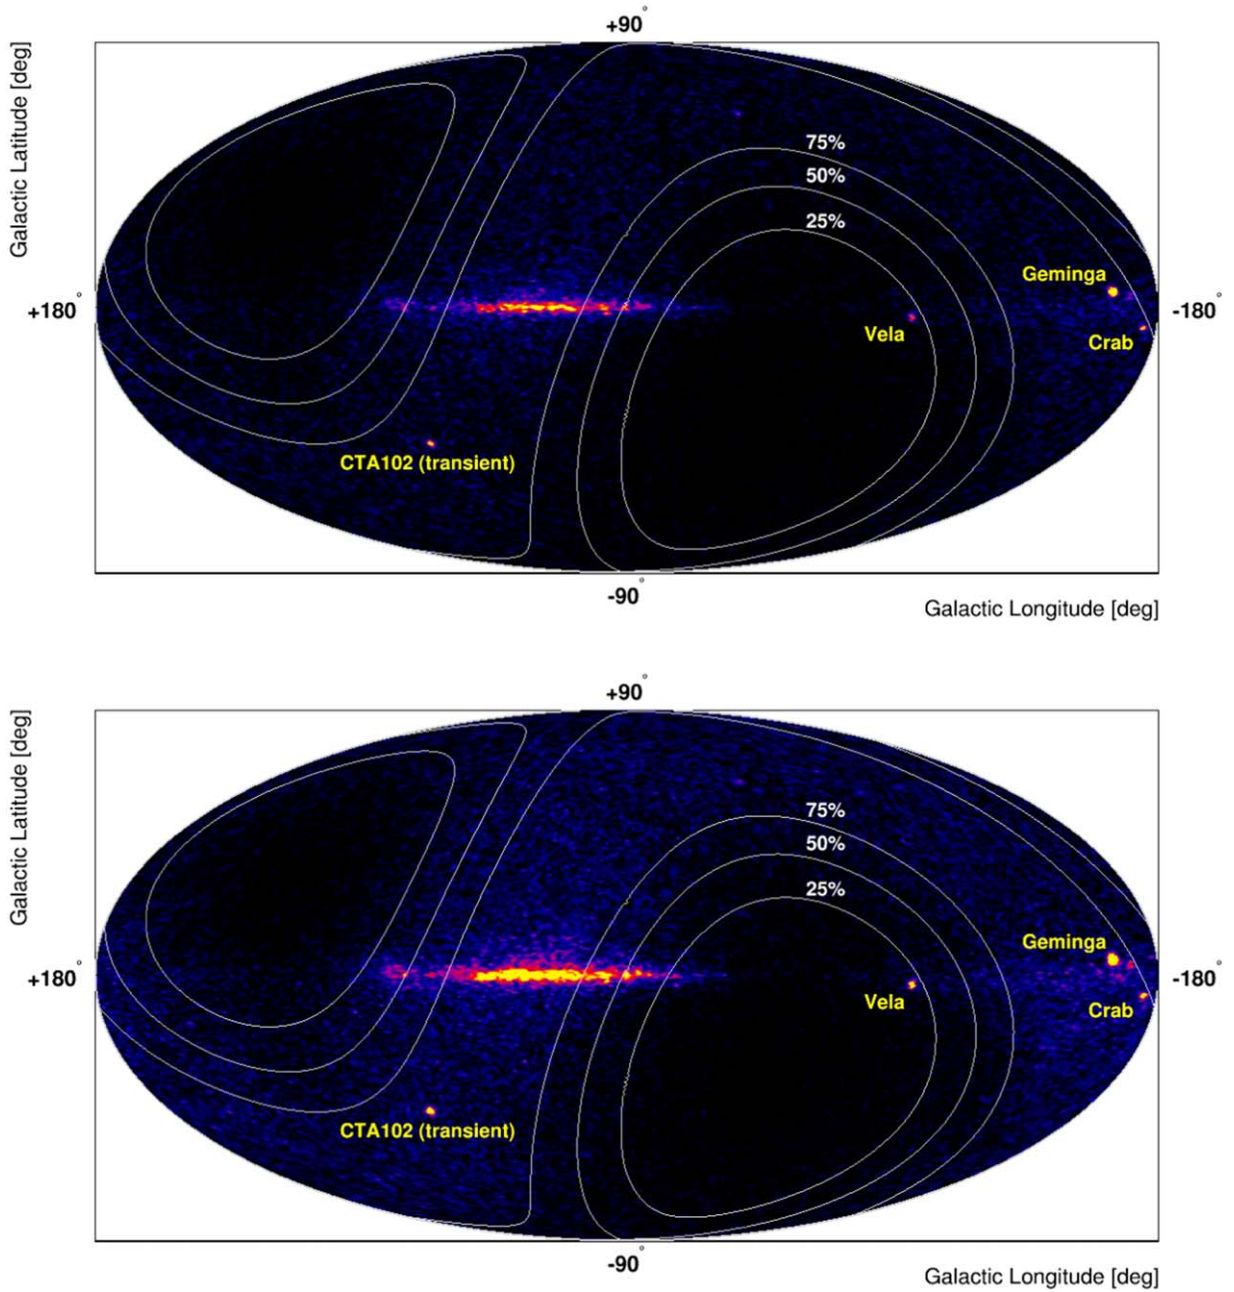 +90°
Galactic Latitude [deg]
75%
50%
25%
Geminga
+180°
-180°
Vela
Crab
CTA102 (transient)
-90°
Galactic Longitude [deg]
+90°
Galactic Latitude [deg]
75%
50%
25%
Geminga
+180°
-180°
Vela
Crab
CTA102 (transient)
-90°
Galactic Longitude [deg]